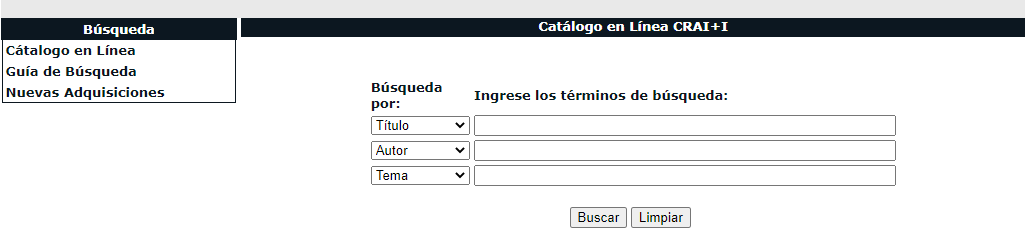 Búsqueda
Cátalogo en Línea
Guía de Búsqueda
Nuevas Adquisiciones
Catálogo en Línea CRAI+I
Búsqueda
por:
Ingrese los términos de búsqueda:
Título
Autor
Tema
Buscar
Limpiar